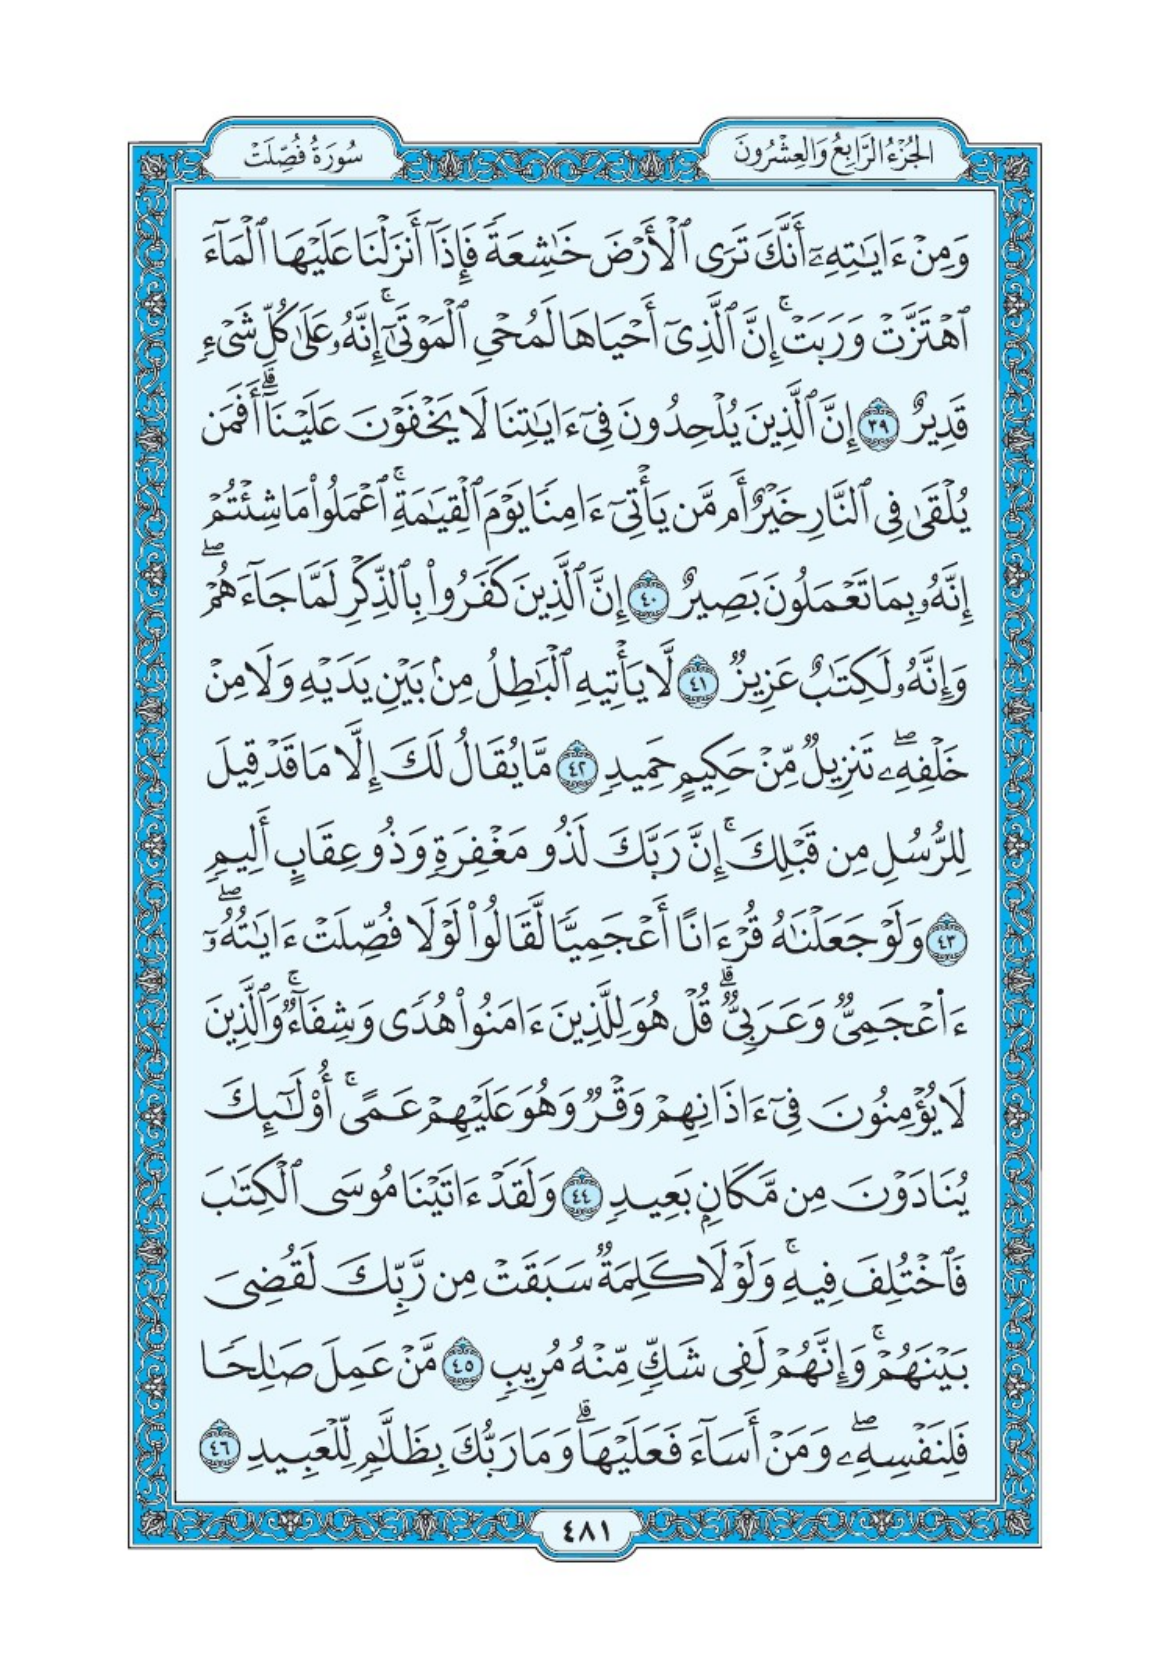 الجُزْءُ الرَّابِعُ وَالعِشْرُونَ
سُورَةُ فُصِّلَتْ
وَمِنْ ءَايَٰتِهِۦٓ أَنَّكَ تَرَى ٱلْأَرْضَ خَٰشِعَةً فَإِذَآ أَنزَلْنَا عَلَيْهَا ٱلْمَآءَ
ٱهْتَزَّتْ وَرَبَتْ ۚ إِنَّ ٱلَّذِىٓ أَحْيَاهَا لَمُحْىِ ٱلْمَوْتَىٰٓ ۚ إِنَّهُۥ عَلَىٰ كُلِّ شَىْءٍ
قَدِيرٌ ٣٩ إِنَّ ٱلَّذِينَ يُلْحِدُونَ فِىٓ ءَايَٰتِنَا لَا يَخْفَوْنَ عَلَيْنَآ ۗ أَفَمَن
يُلْقَىٰ فِى ٱلنَّارِ خَيْرٌ أَم مَّن يَأْتِىٓ ءَامِنًا يَوْمَ ٱلْقِيَٰمَةِ ۚ ٱعْمَلُوا۟ مَا شِئْتُمْ ۖ
إِنَّهُۥ بِمَا تَعْمَلُونَ بَصِيرٌ ٤٠ إِنَّ ٱلَّذِينَ كَفَرُوا۟ بِٱلذِّكْرِ لَمَّا جَآءَهُمْ ۖ
وَإِنَّهُۥ لَكِتَٰبٌ عَزِيزٌ ٤١ لَّا يَأْتِيهِ ٱلْبَٰطِلُ مِنۢ بَيْنِ يَدَيْهِ وَلَا مِنْ
خَلْفِهِۦ ۖ تَنزِيلٌ مِّنْ حَكِيمٍ حَمِيدٍ ٤٢ مَّا يُقَالُ لَكَ إِلَّا مَا قَدْ قِيلَ
لِلرُّسُلِ مِن قَبْلِكَ ۚ إِنَّ رَبَّكَ لَذُو مَغْفِرَةٍ وَذُو عِقَابٍ أَلِيمٍ
٤٣ وَلَوْ جَعَلْنَٰهُ قُرْءَانًا أَعْجَمِيًّا لَّقَالُوا۟ لَوْلَا فُصِّلَتْ ءَايَٰتُهُۥٓ ۖ
ءَا۬عْجَمِىٌّ وَعَرَبِىٌّ ۗ قُلْ هُوَ لِلَّذِينَ ءَامَنُوا۟ هُدًى وَشِفَآءٌ ۚ وَٱلَّذِينَ
لَا يُؤْمِنُونَ فِىٓ ءَاذَانِهِمْ وَقْرٌ وَهُوَ عَلَيْهِمْ عَمًى ۚ أُو۟لَٰٓئِكَ
يُنَادَوْنَ مِن مَّكَانٍۭ بَعِيدٍ ٤٤ وَلَقَدْ ءَاتَيْنَا مُوسَى ٱلْكِتَٰبَ
فَٱخْتُلِفَ فِيهِ ۚ وَلَوْلَا كَلِمَةٌ سَبَقَتْ مِن رَّبِّكَ لَقُضِىَ
بَيْنَهُمْ ۚ وَإِنَّهُمْ لَفِى شَكٍّ مِّنْهُ مُرِيبٍ ٤٥ مَّنْ عَمِلَ صَٰلِحًا
فَلِنَفْسِهِۦ ۖ وَمَنْ أَسَآءَ فَعَلَيْهَا ۗ وَمَا رَبُّكَ بِظَلَّٰمٍ لِّلْعَبِيدِ ٤٦
٤٨١